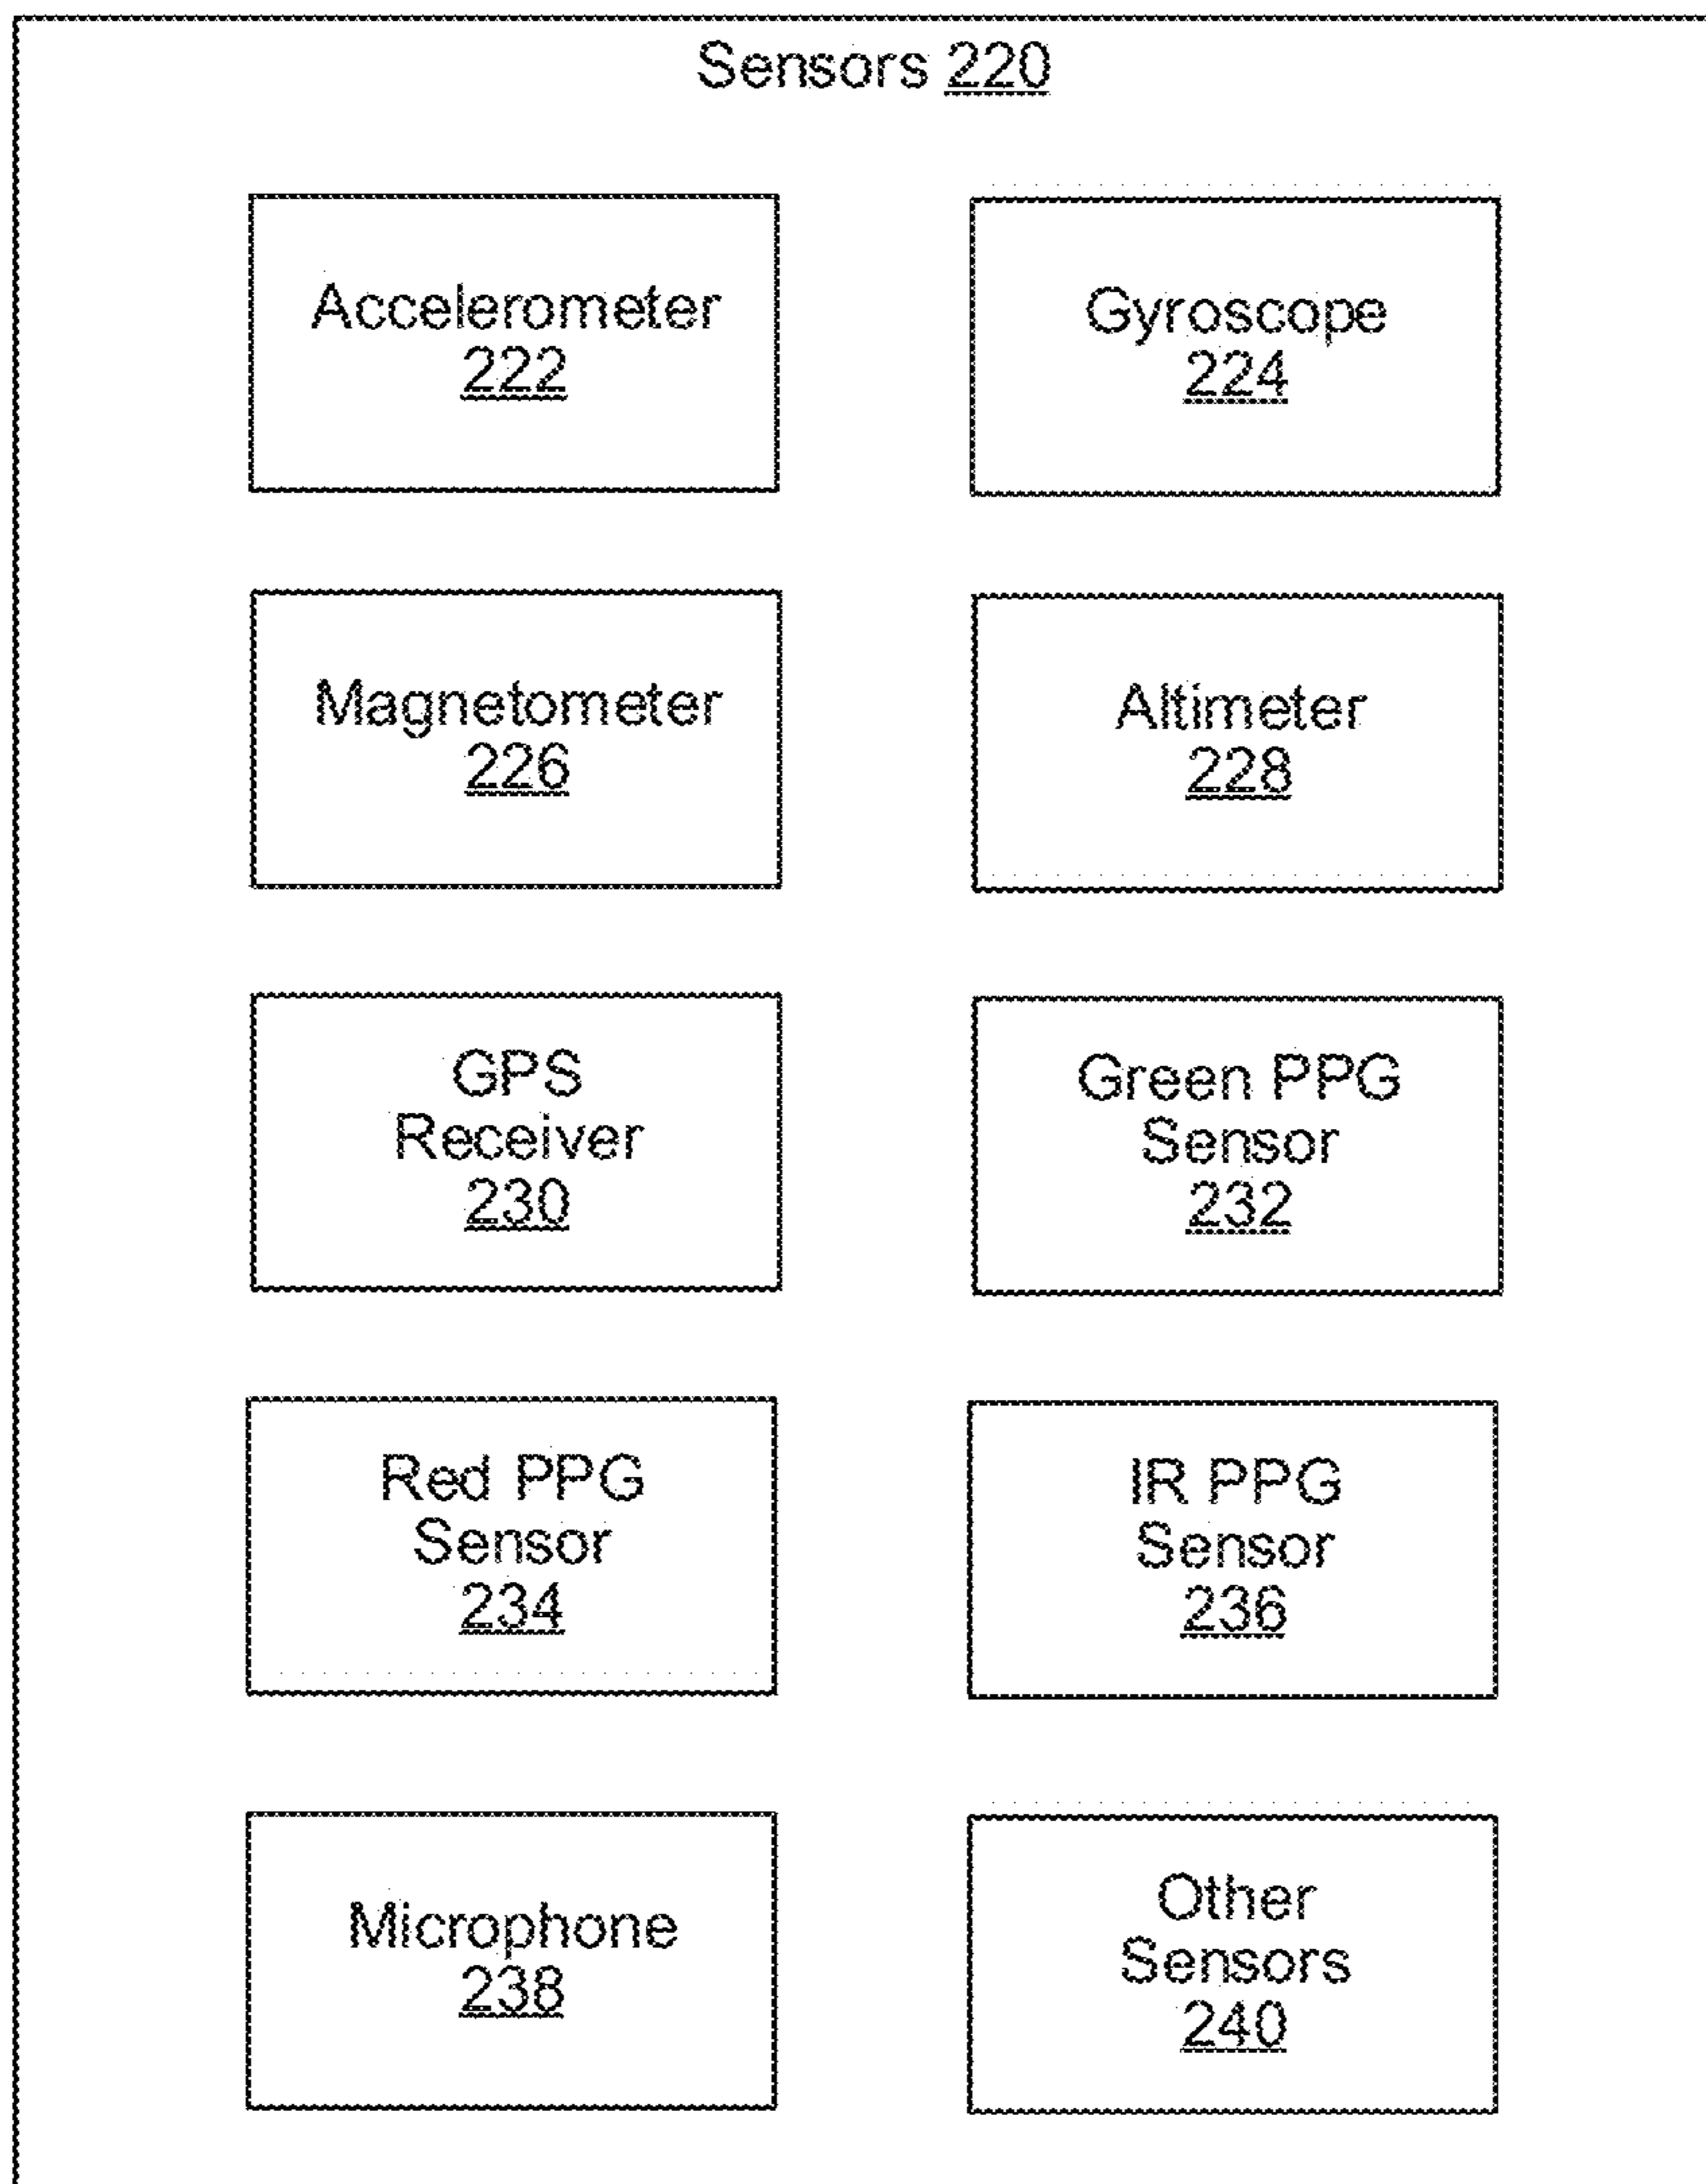 Sensors 220
Accelerometer
222
Gyroscope
224
Magnetometer
226
Altimeter
228
GPS
Receiver
230
Green PPG
Sensor
232
Red PPG
Sensor
234
IR PPG
Sensor
236
Microphone
238
Other
Sensors
240